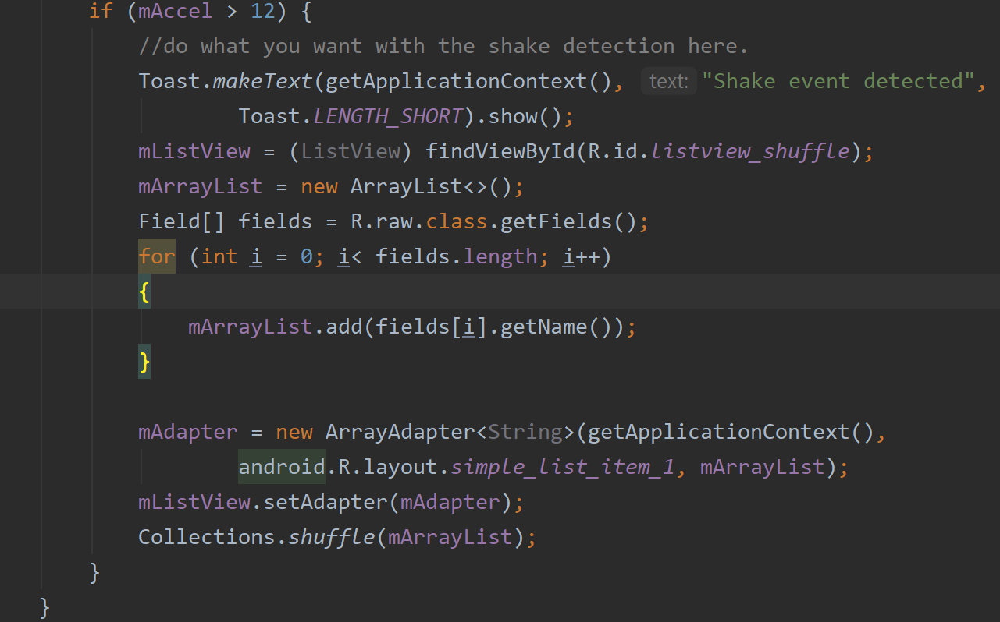 if (mAccel > 12) {
//do what you want with the shake detection here.
Toast.makeText(getApplicationContext(), text: "Shake event detected",
Toast.LENGTH_SHORT).show();
mListView = (ListView) findViewById(R.id.listview_shuffle);
mArrayList = new ArrayList<>();
Field[] fields = R.raw.class.getFields();
for (int i = 0; i< fields.length; i++)
{
mArrayList.add(fields[i].getName());
}
mAdapter = new ArrayAdapter<String>(getApplicationContext(),
android.R.layout.simple_list_item_1, mArrayList);
mListView.setAdapter(mAdapter);
Collections.shuffle(mArrayList);
}
}